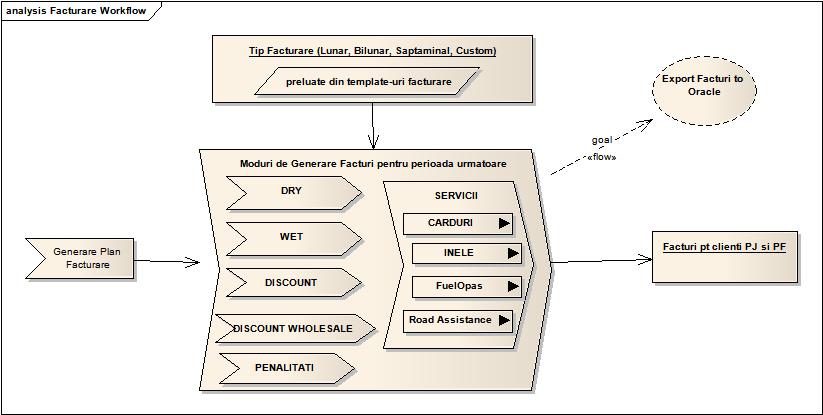 analysis Facturare Workflow
Tip Facturare (Lunar, Bilunar, Saptaminal, Custom)
preluate din template-uri facturare
Export Facturi to
Oracle
goal
«flow»
Moduri de Generare Facturi pentru perioada urmatoare
DRY
WET
DISCOUNT
DISCOUNT WHOLESALE
PENALITATI
SERVICII
CARDURI
INELE
FuelOpas
Road Assistance
Generare Plan
Facturare
Facturi pt clienti PJ si PF